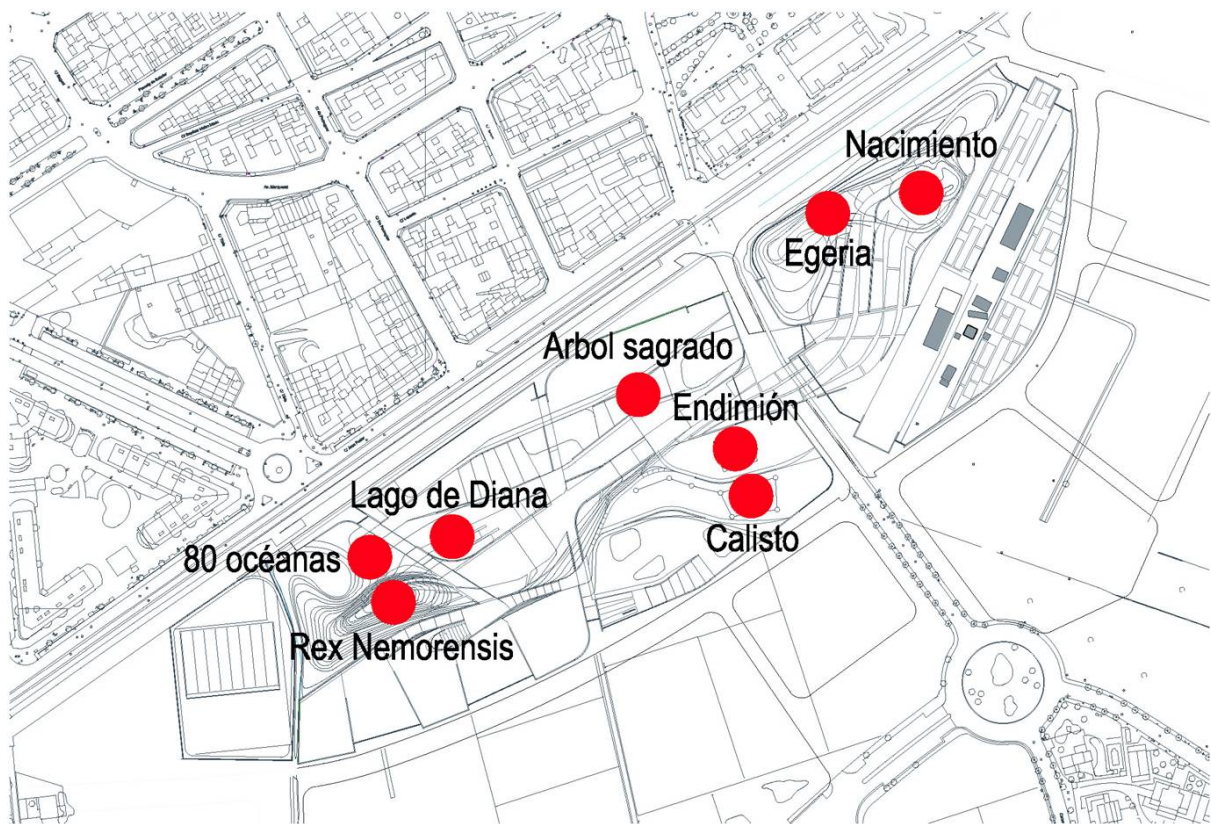 Nacimiento
Egeria
Arbol sagrado
Endimión
Lago de Diana
Calisto
80 océanas
Rex Nemorensis